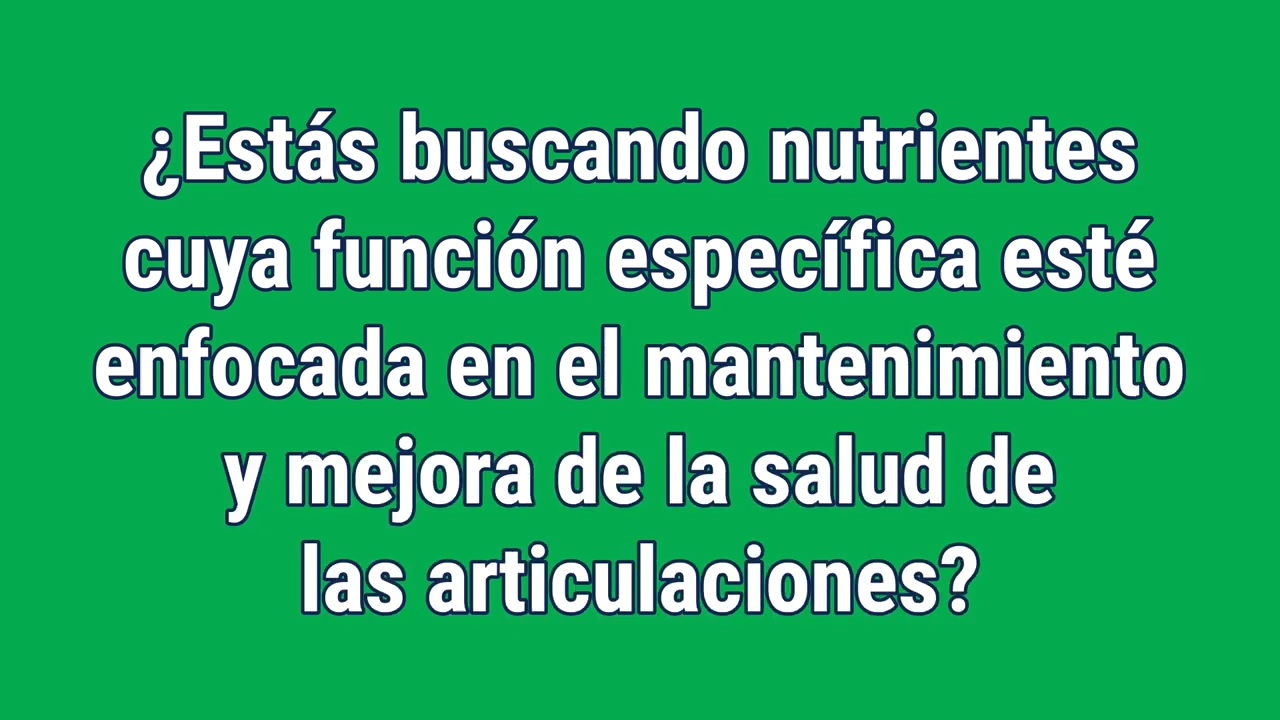 ¿Estás buscando nutrientes
cuya función específica esté
enfocada en el mantenimiento
y mejora de la salud de
las articulaciones?